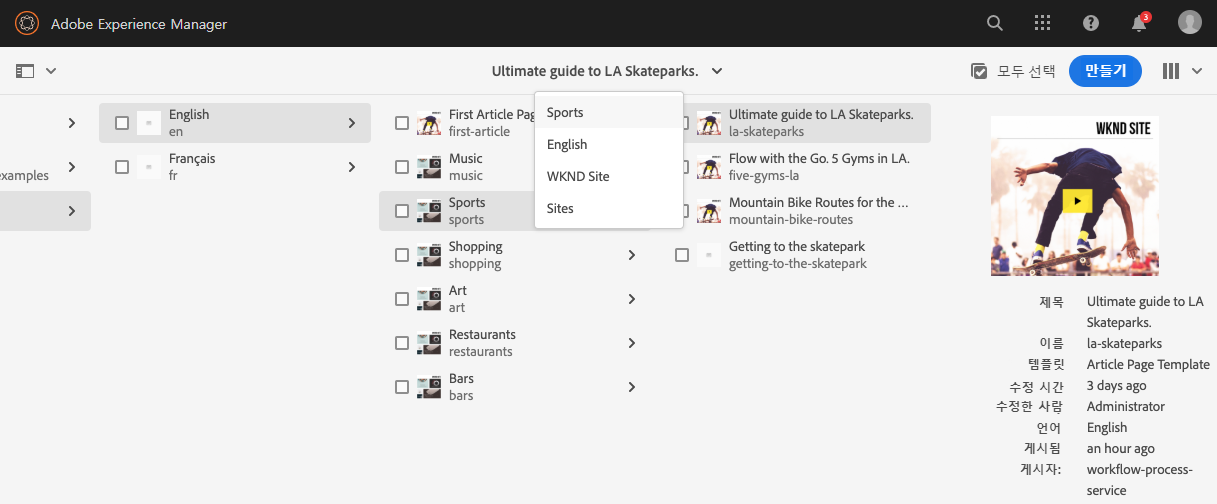 Adobe Experience Manager
3
Ultimate guide to LA Skateparks.
모두 선택
만들기
examples
English
en
Français
fr
First Article Pag
first-article
Music
music
Sports
sports
Shopping
shopping
Art
art
Restaurants
restaurants
Bars
bars
Sports
English
WKND Site
Sites
Ultimate guide to LA Skateparks.
la-skateparks
Flow with the Go. 5 Gyms in LA.
five-gyms-la
Mountain Bike Routes for the ...
mountain-bike-routes
Getting to the skatepark
getting-to-the-skatepark
WKND SITE
제목 Ultimate guide to LA
Skateparks.
이름 la-skateparks
템플릿 Article Page Template
수정 시간 3 days ago
수정한 사람 Administrator
언어 English
게시됨 an hour ago
게시자: workflow-process-
service